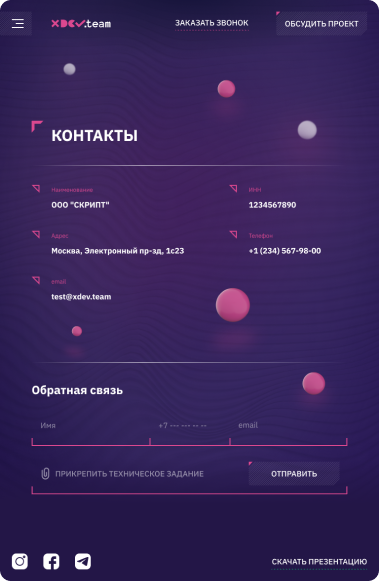 XDEV.team
ЗАКАЗАТЬ ЗВОНОК
ОБСУДИТЬ ПРОЕКТ
КОНТАКТЫ
Наименование
ООО "СКРИПТ"
ИНН
1234567890
Адрес
Москва, Электронный пр-зд, 1с23
Телефон
+1 (234) 567-98-00
email
test@xdev.team
Обратная связь
Имя
+7 --- --- -- --
email
ПРИКРЕПИТЬ ТЕХНИЧЕСКОЕ ЗАДАНИЕ
ОТПРАВИТЬ
СКАЧАТЬ ПРЕЗЕНТАЦИЮ